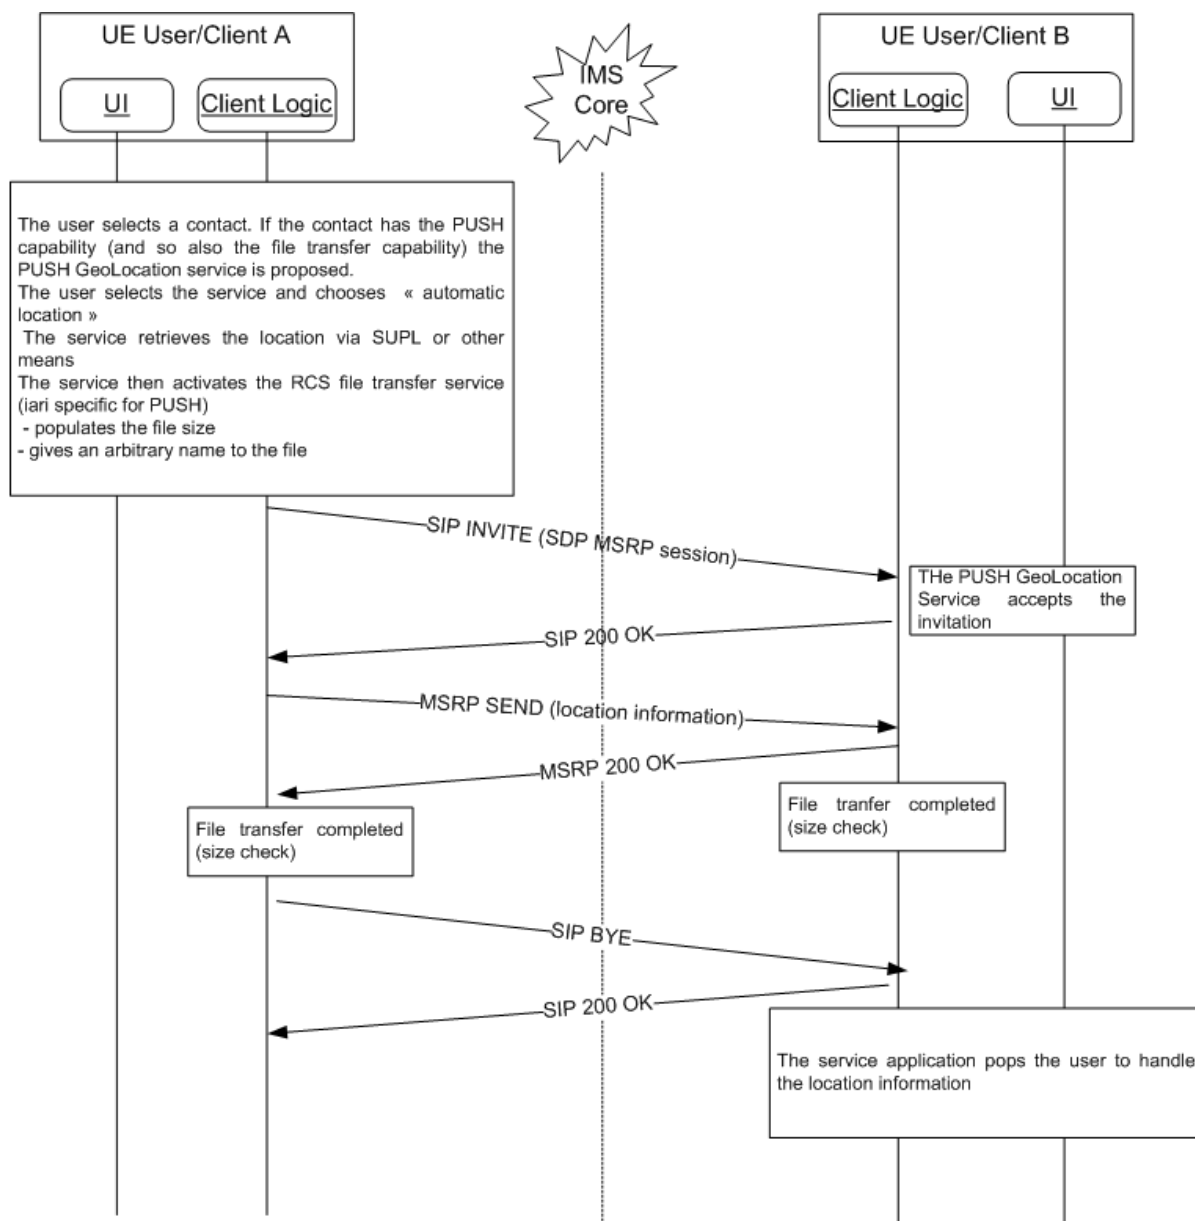 UE User/Client A
UI
Client Logic
IMS
Core
UE User/Client B
Client Logic
UI
The user selects a contact. If the contact has the PUSH
capability (and so also the file transfer capability) the
PUSH GeoLocation service is proposed.
The user selects the service and chooses « automatic
location »
The service retrieves the location via SUPL or other
means
The service then activates the RCS file transfer service
(iari specific for PUSH)
- populates the file size
- gives an arbitrary name to the file
SIP INVITE (SDP MSRP session)
THe PUSH GeoLocation
Service accepts the
invitation
SIP 200 OK
MSRP SEND (location information)
MSRP 200 OK
File tranfer completed
(size check)
File transfer completed
(size check)
SIP BYE
SIP 200 OK
The service application pops the user to handle
the location information